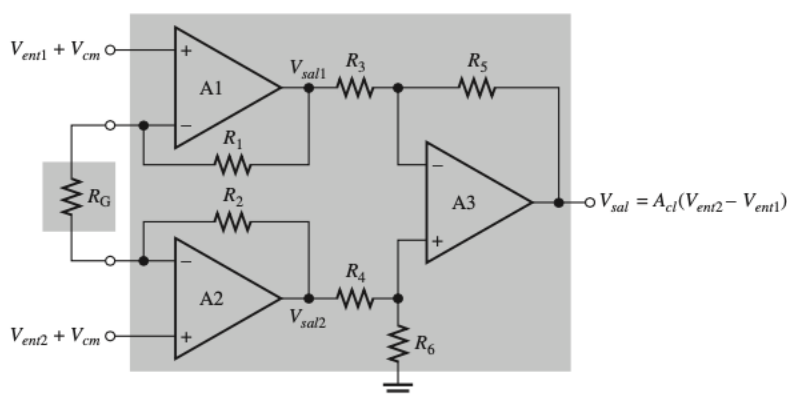 V_ent1 + V_cm
+
A1
−
V_sal1
R_3
R_5
R_1
R_G
R_2
−
A3
+
V_sal = A_cl(V_ent2 − V_ent1)
−
A2
+
R_4
V_sal2
V_ent2 + V_cm
R_6